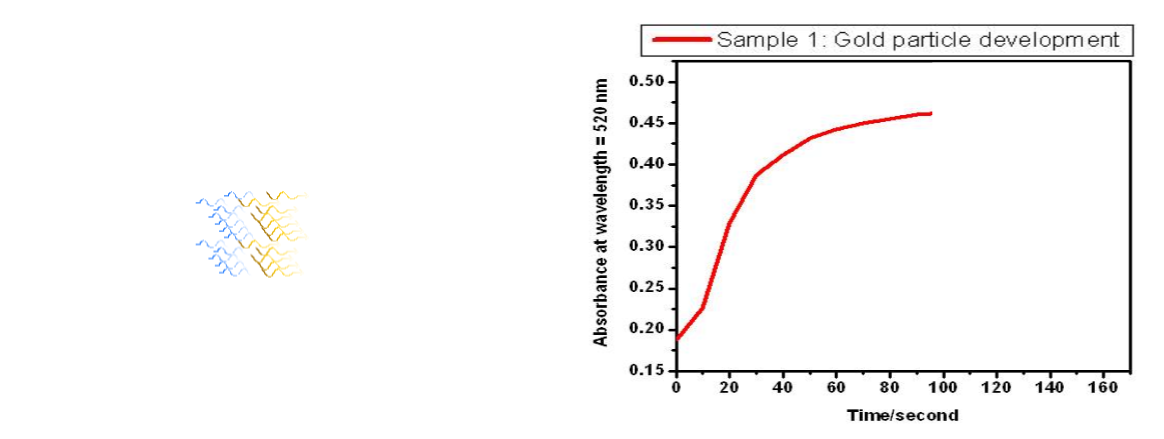 Sample 1: Gold particle development
Absorbance at wavelength = 520 nm
0.50
0.45
0.40
0.35
0.30
0.25
0.20
0.15
0 20 40 60 80 100 120 140 160
Time/second